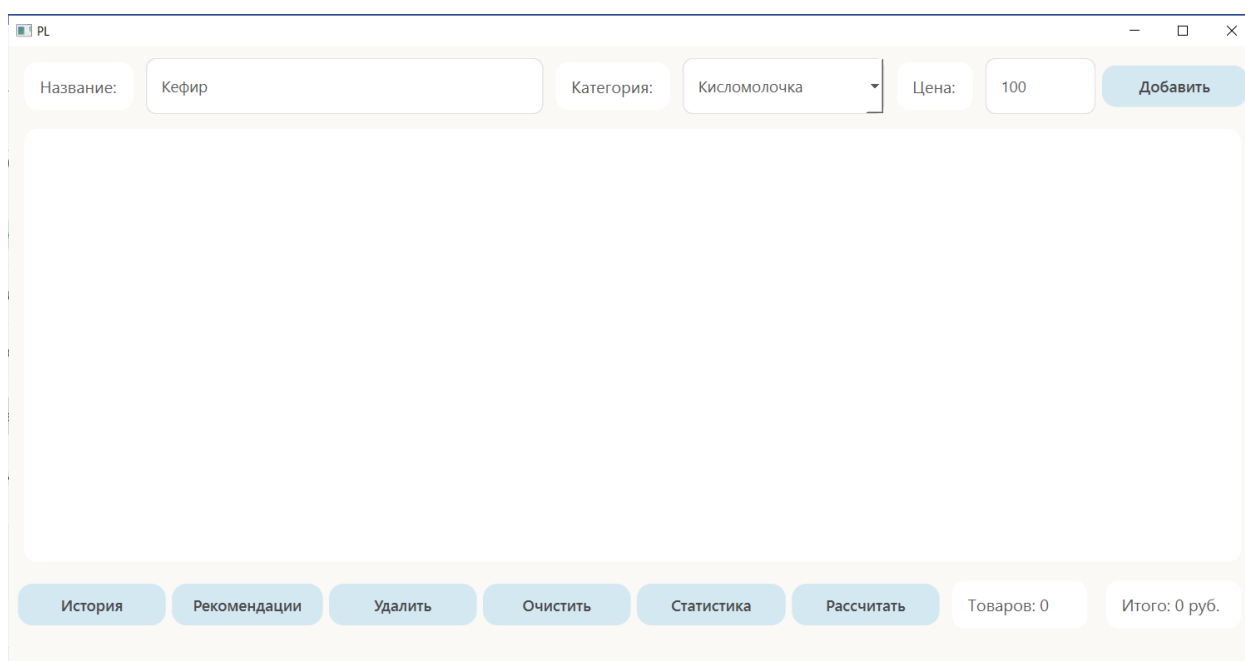 PL
Название: Кефир Категория: Кисломолочка Цена: 100 Добавить
История Рекомендации Удалить Очистить Статистика Рассчитать Товаров: 0 Итого: 0 руб.